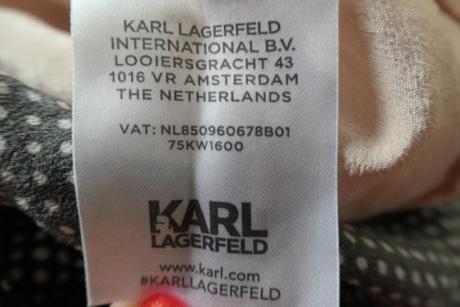 KARL LAGERFELD
INTERNATIONAL B.V.
LOOIERSGRACHT 43
1016 VR AMSTERDAM
THE NETHERLANDS
VAT: NL850960678B01
75KW1600
KARL
LAGERFELD
www.karl.com
#KARLLAGERFELD